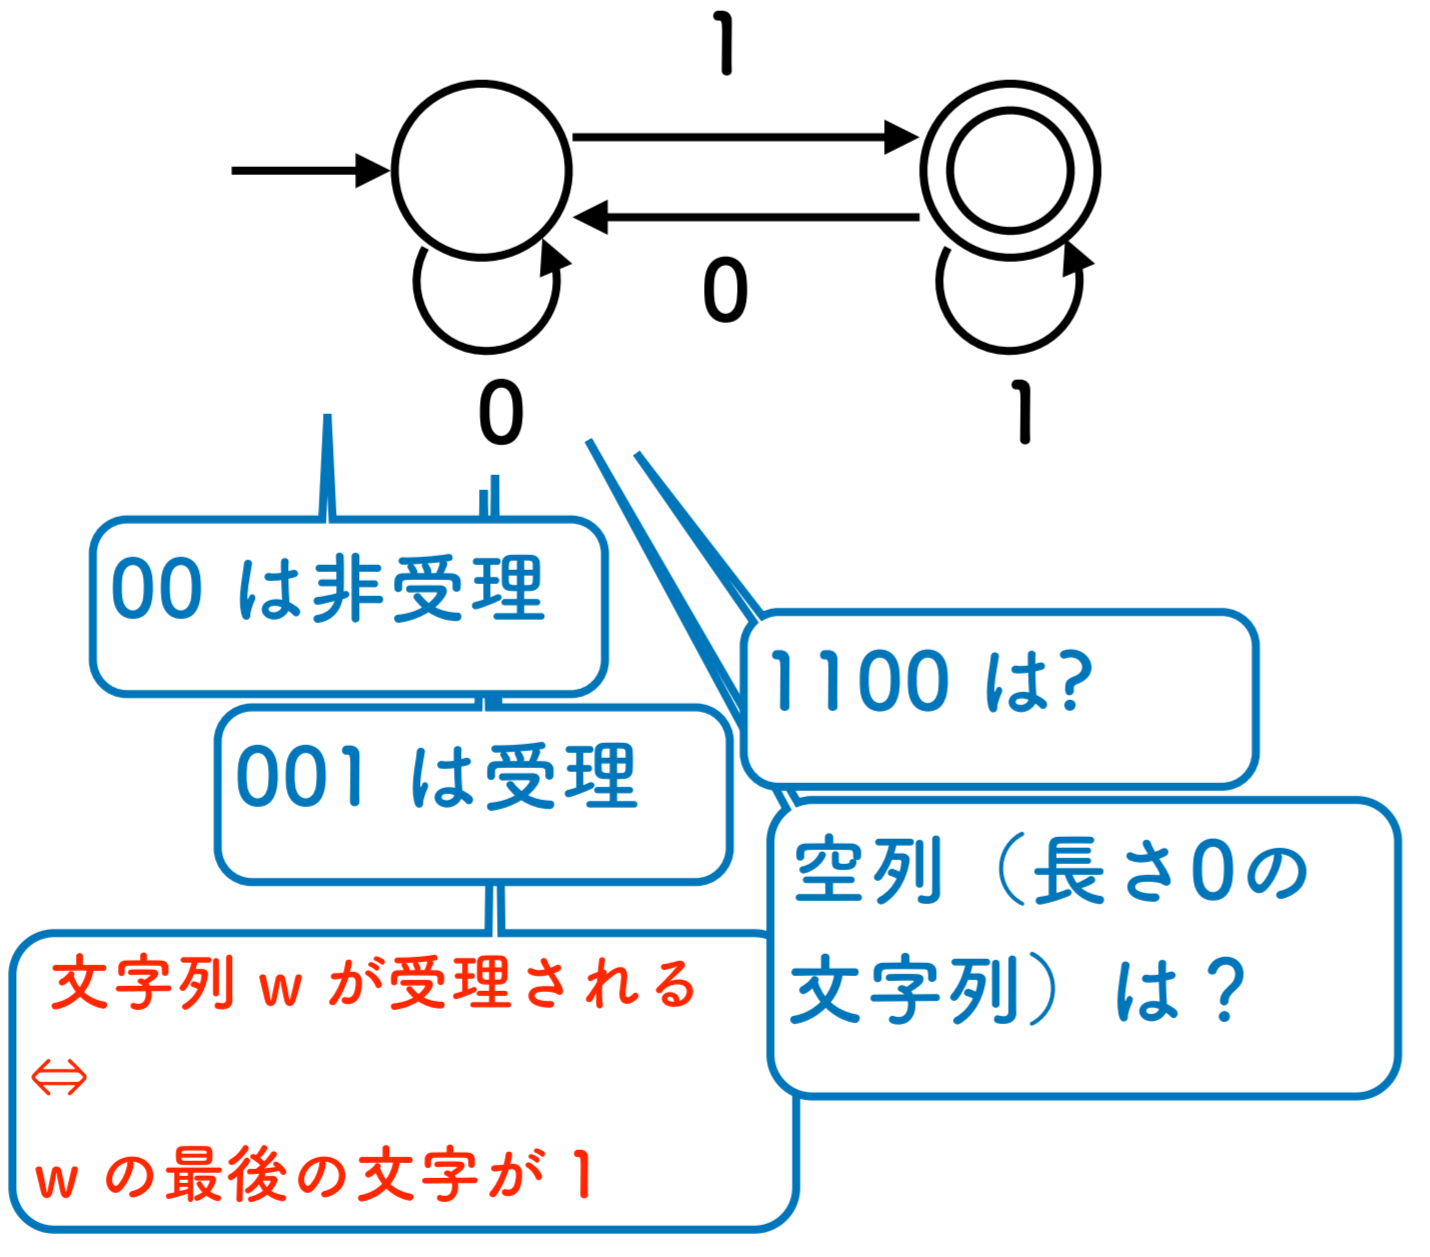 1
0
0
1
00 は非受理
001 は受理
1100 は?
空列（長さ0の
文字列）は？
文字列 w が受理される
⇔
w の最後の文字が 1